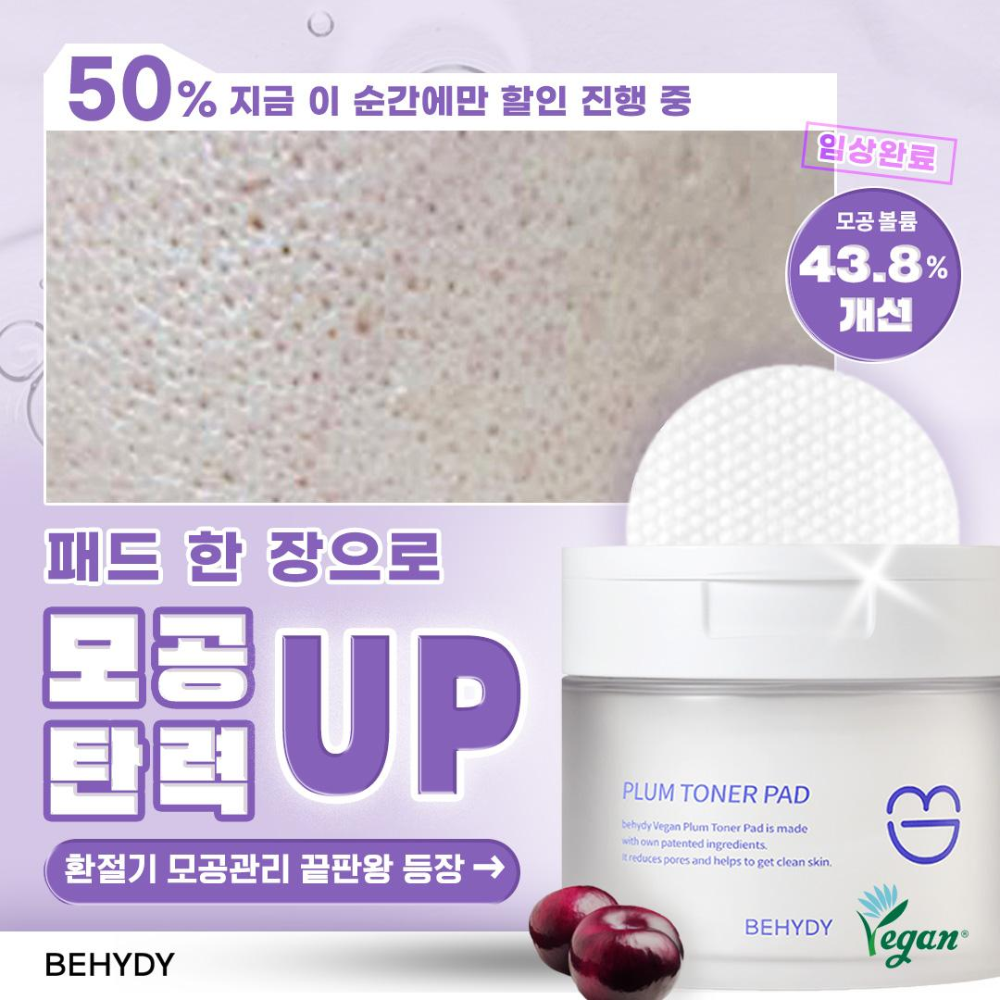 50% 지금 이 순간에만 할인 진행 중
임상완료
모공 볼륨
43.8%
개선
패드 한 장으로
모공
탄력
UP
환절기 모공관리 끝판왕 등장 →
PLUM TONER PAD
behydy Vegan Plum Toner Pad is made
with own patented ingredients.
It reduces pores and helps to get clean skin.
BEHYDY
Vegan®
BEHYDY